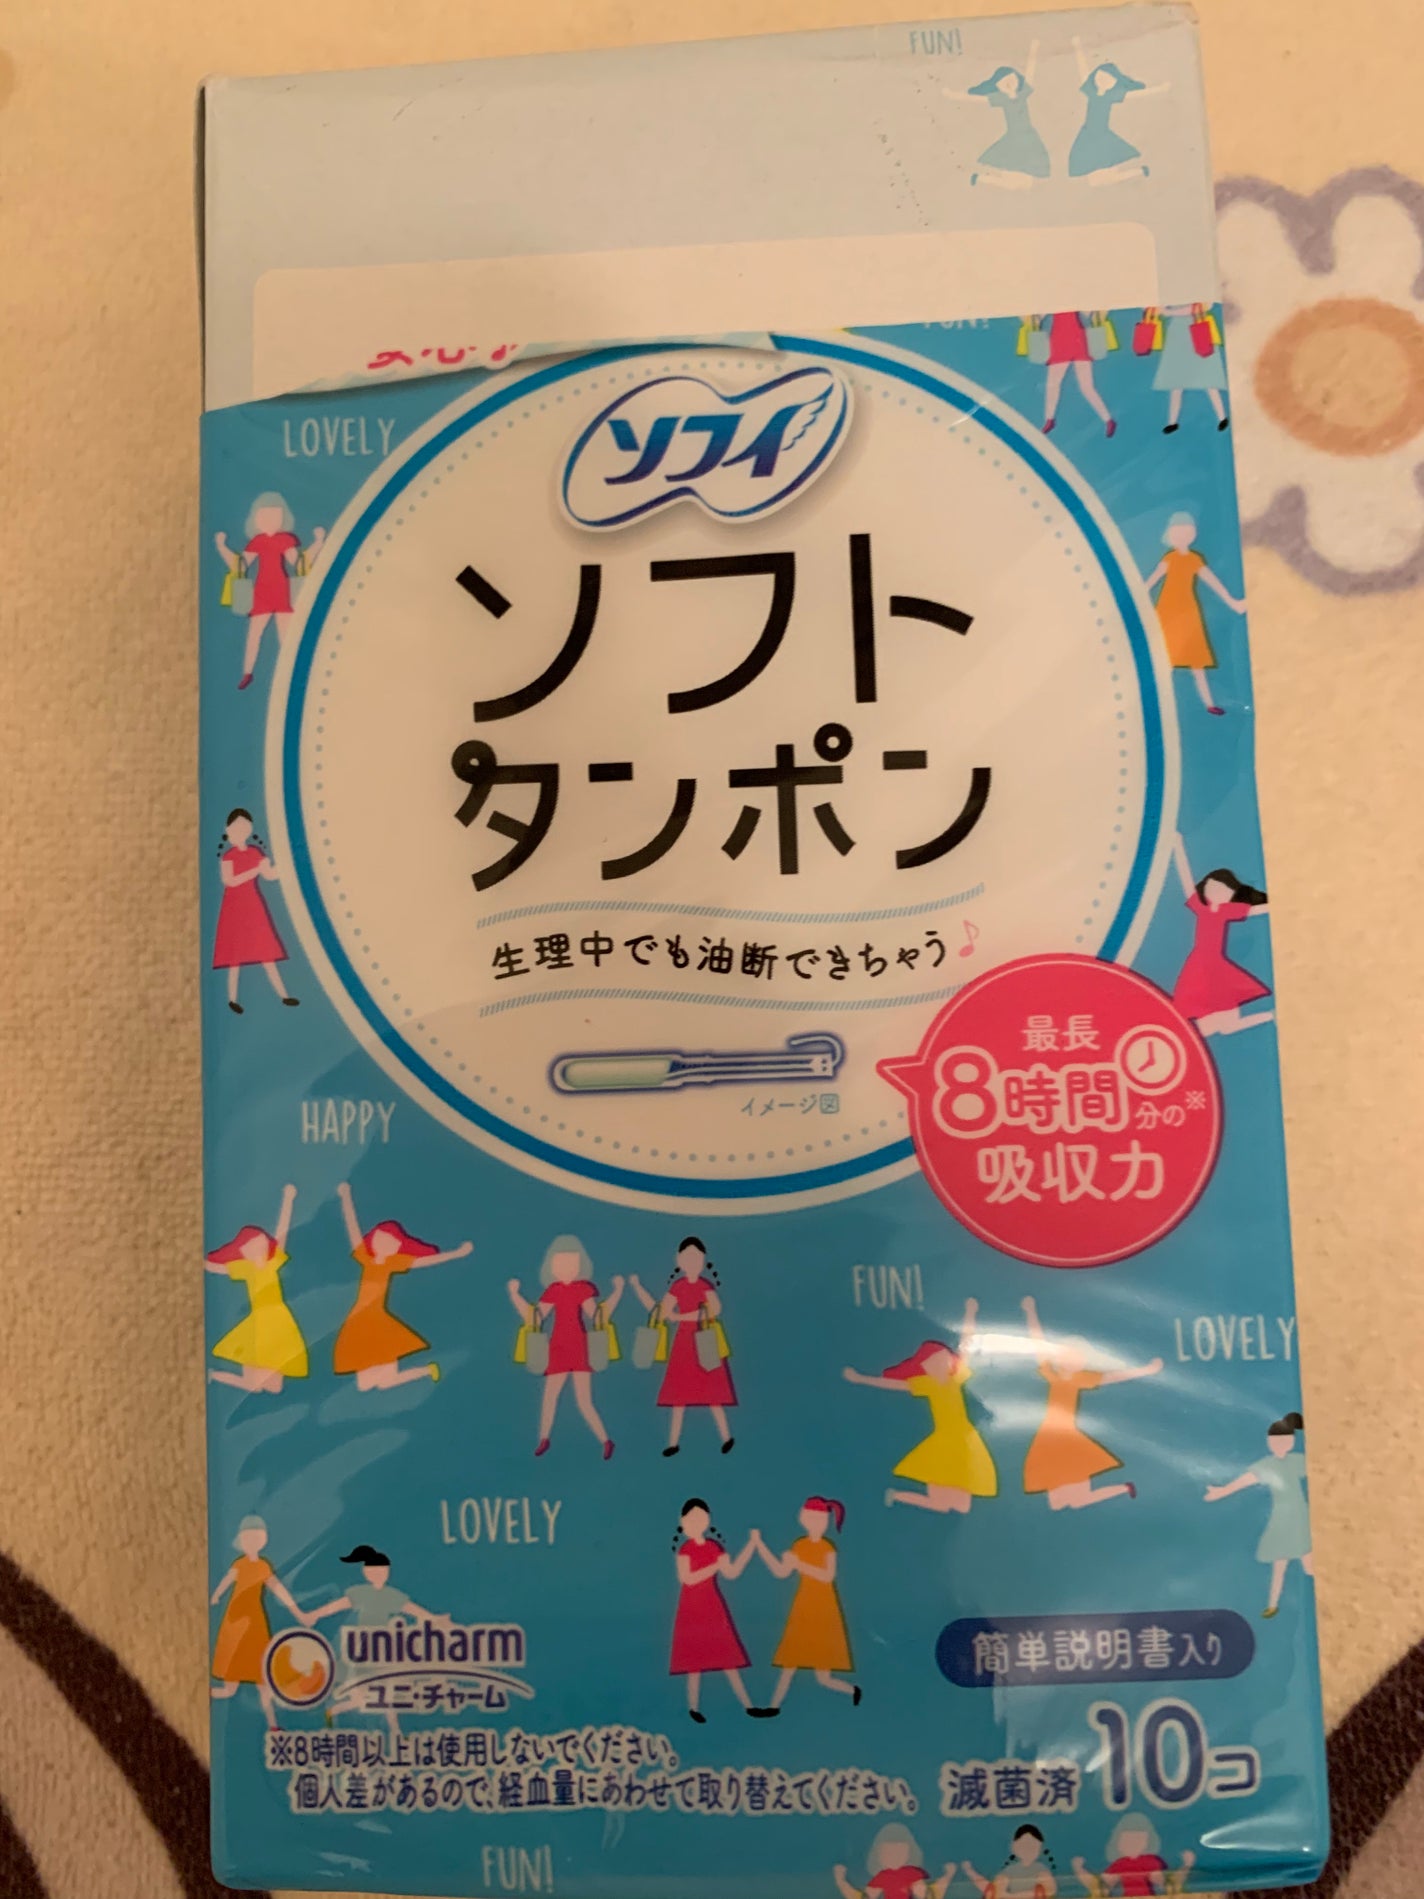 FUN!
FUN!
LOVELY
ソフィ
ソフト
タンポン
生理中でも油断できちゃう♪
イメージ図
最長
8時間分の※
吸収力
HAPPY
FUN!
LOVELY
LOVELY
unicharm
ユニ・チャーム
簡単説明書入り
※8時間以上は使用しないでください。
個人差があるので、経血量にあわせて取り替えてください。
滅菌済 10コ
FUN!